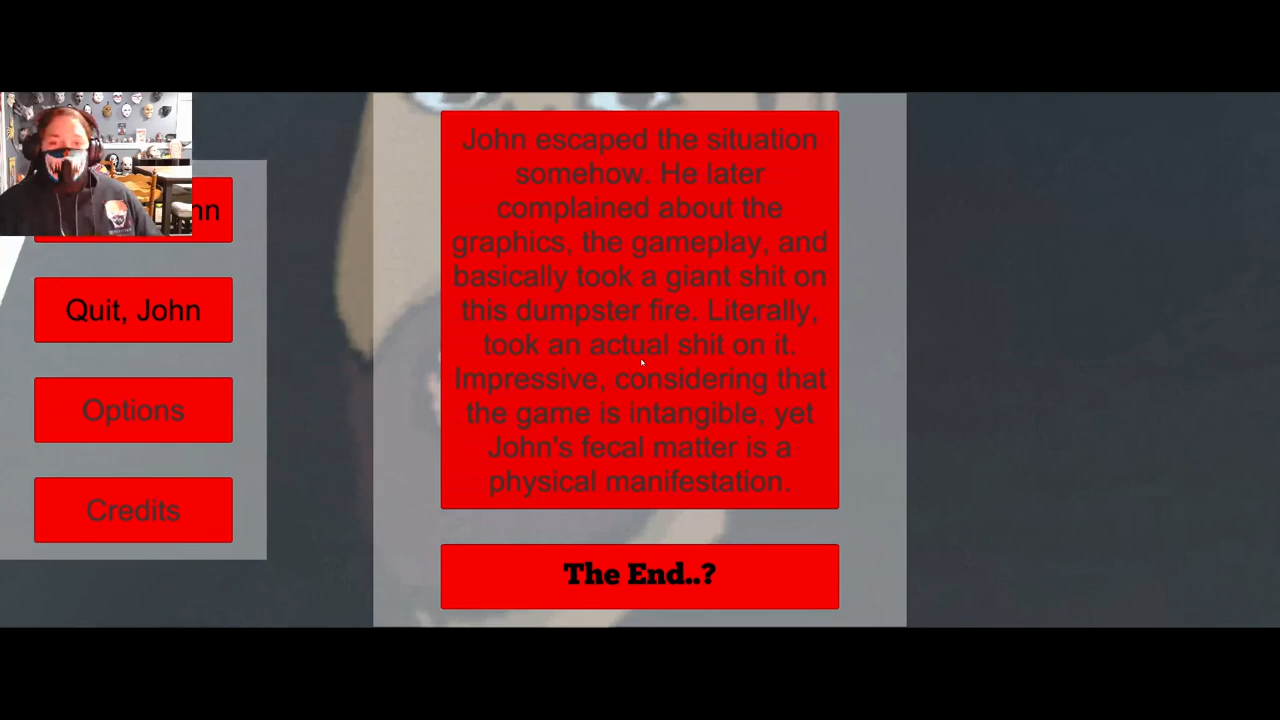 John escaped the situation
somehow. He later
complained about the
graphics, the gameplay, and
basically took a giant shit on
this dumpster fire. Literally,
took an actual shit on it.
Impressive, considering that
the game is intangible, yet
John's fecal matter is a
physical manifestation.
The End..?
Quit, John
Options
Credits